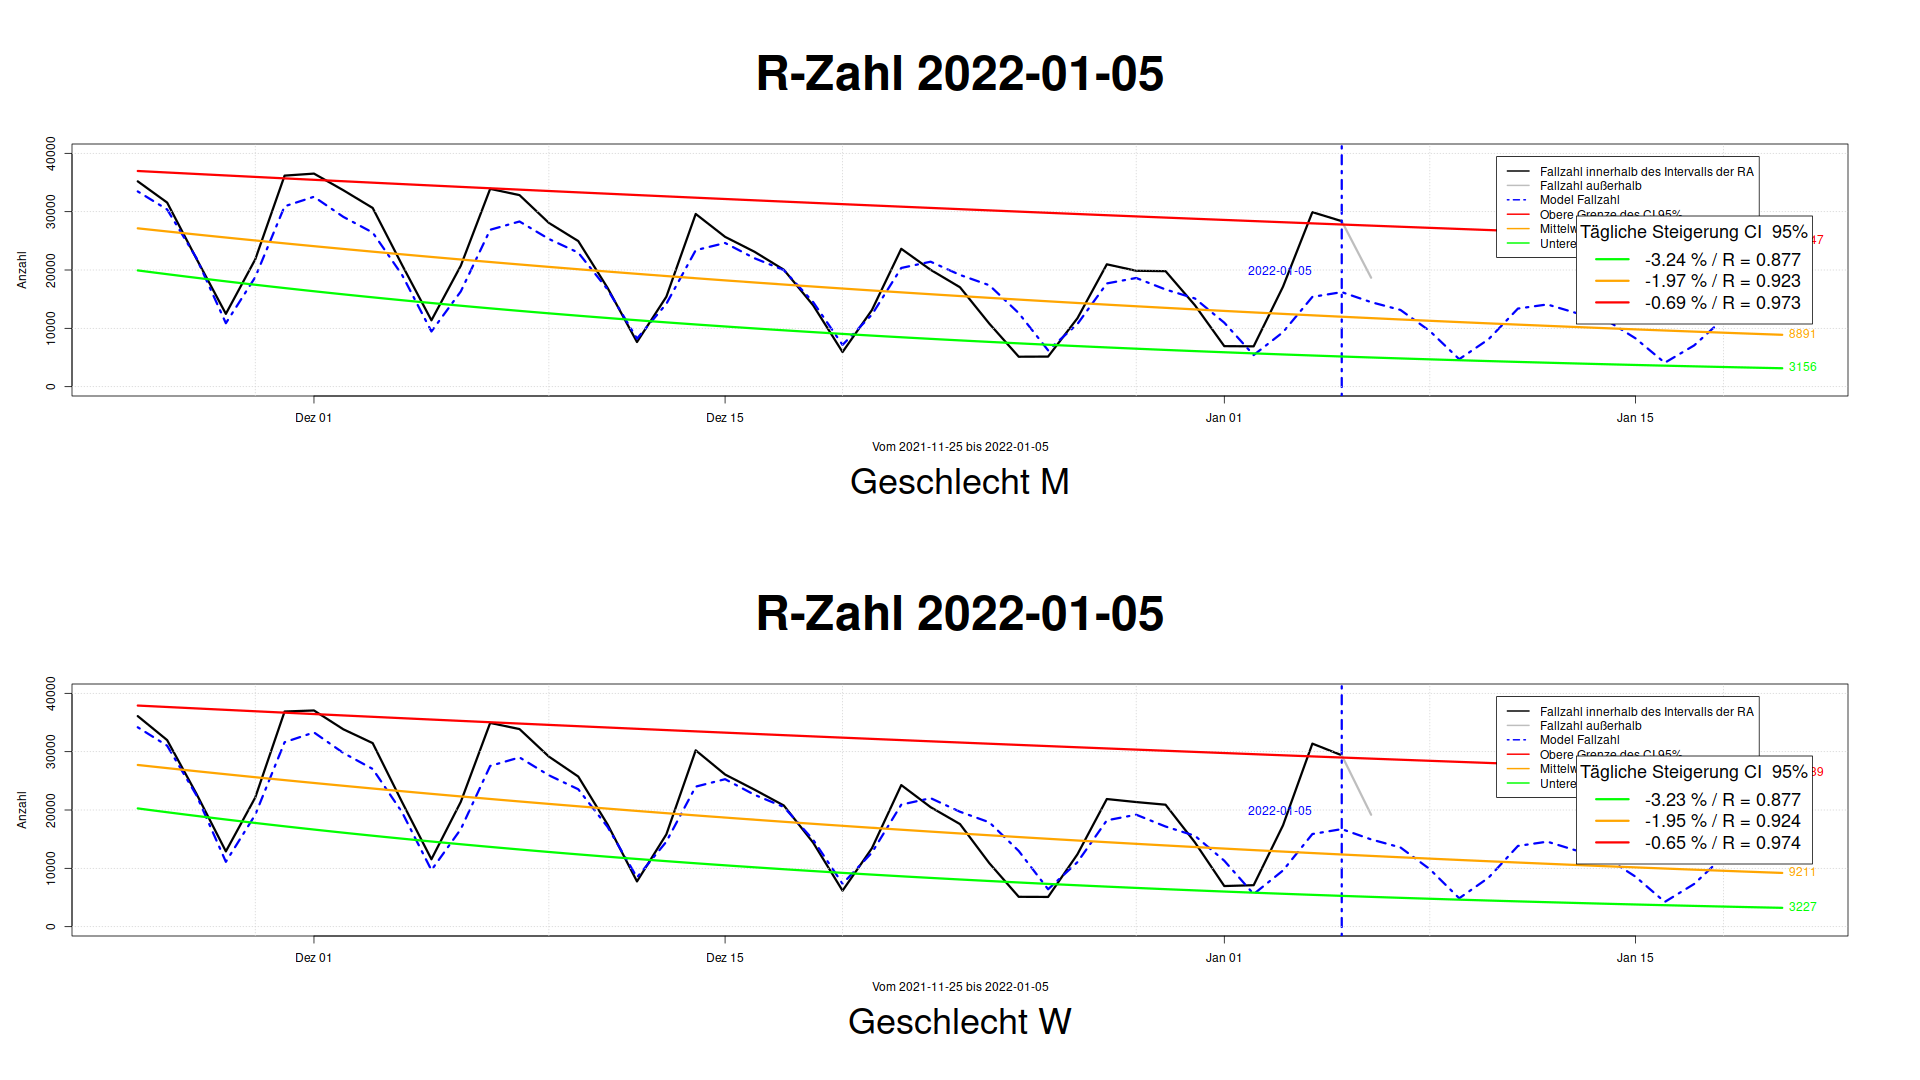 R-Zahl 2022-01-05
Anzahl
40000
30000
20000
10000
0
Fallzahl innerhalb des Intervalls der RA
Fallzahl außerhalb
Model Fallzahl
Obere Grenze des CI 95%
Tägliche Steigerung CI 95%
-3.24 % / R = 0.877
-1.97 % / R = 0.923
-0.69 % / R = 0.973
2022-01-05
8891
3156
Dez 01
Dez 15
Jan 01
Jan 15
Vom 2021-11-25 bis 2022-01-05
Geschlecht M
R-Zahl 2022-01-05
Anzahl
40000
30000
20000
10000
0
Fallzahl innerhalb des Intervalls der RA
Fallzahl außerhalb
Model Fallzahl
Obere Grenze des CI 95%
Tägliche Steigerung CI 95%
-3.23 % / R = 0.877
-1.95 % / R = 0.924
-0.65 % / R = 0.974
2022-01-05
9211
3227
Dez 01
Dez 15
Jan 01
Jan 15
Vom 2021-11-25 bis 2022-01-05
Geschlecht W